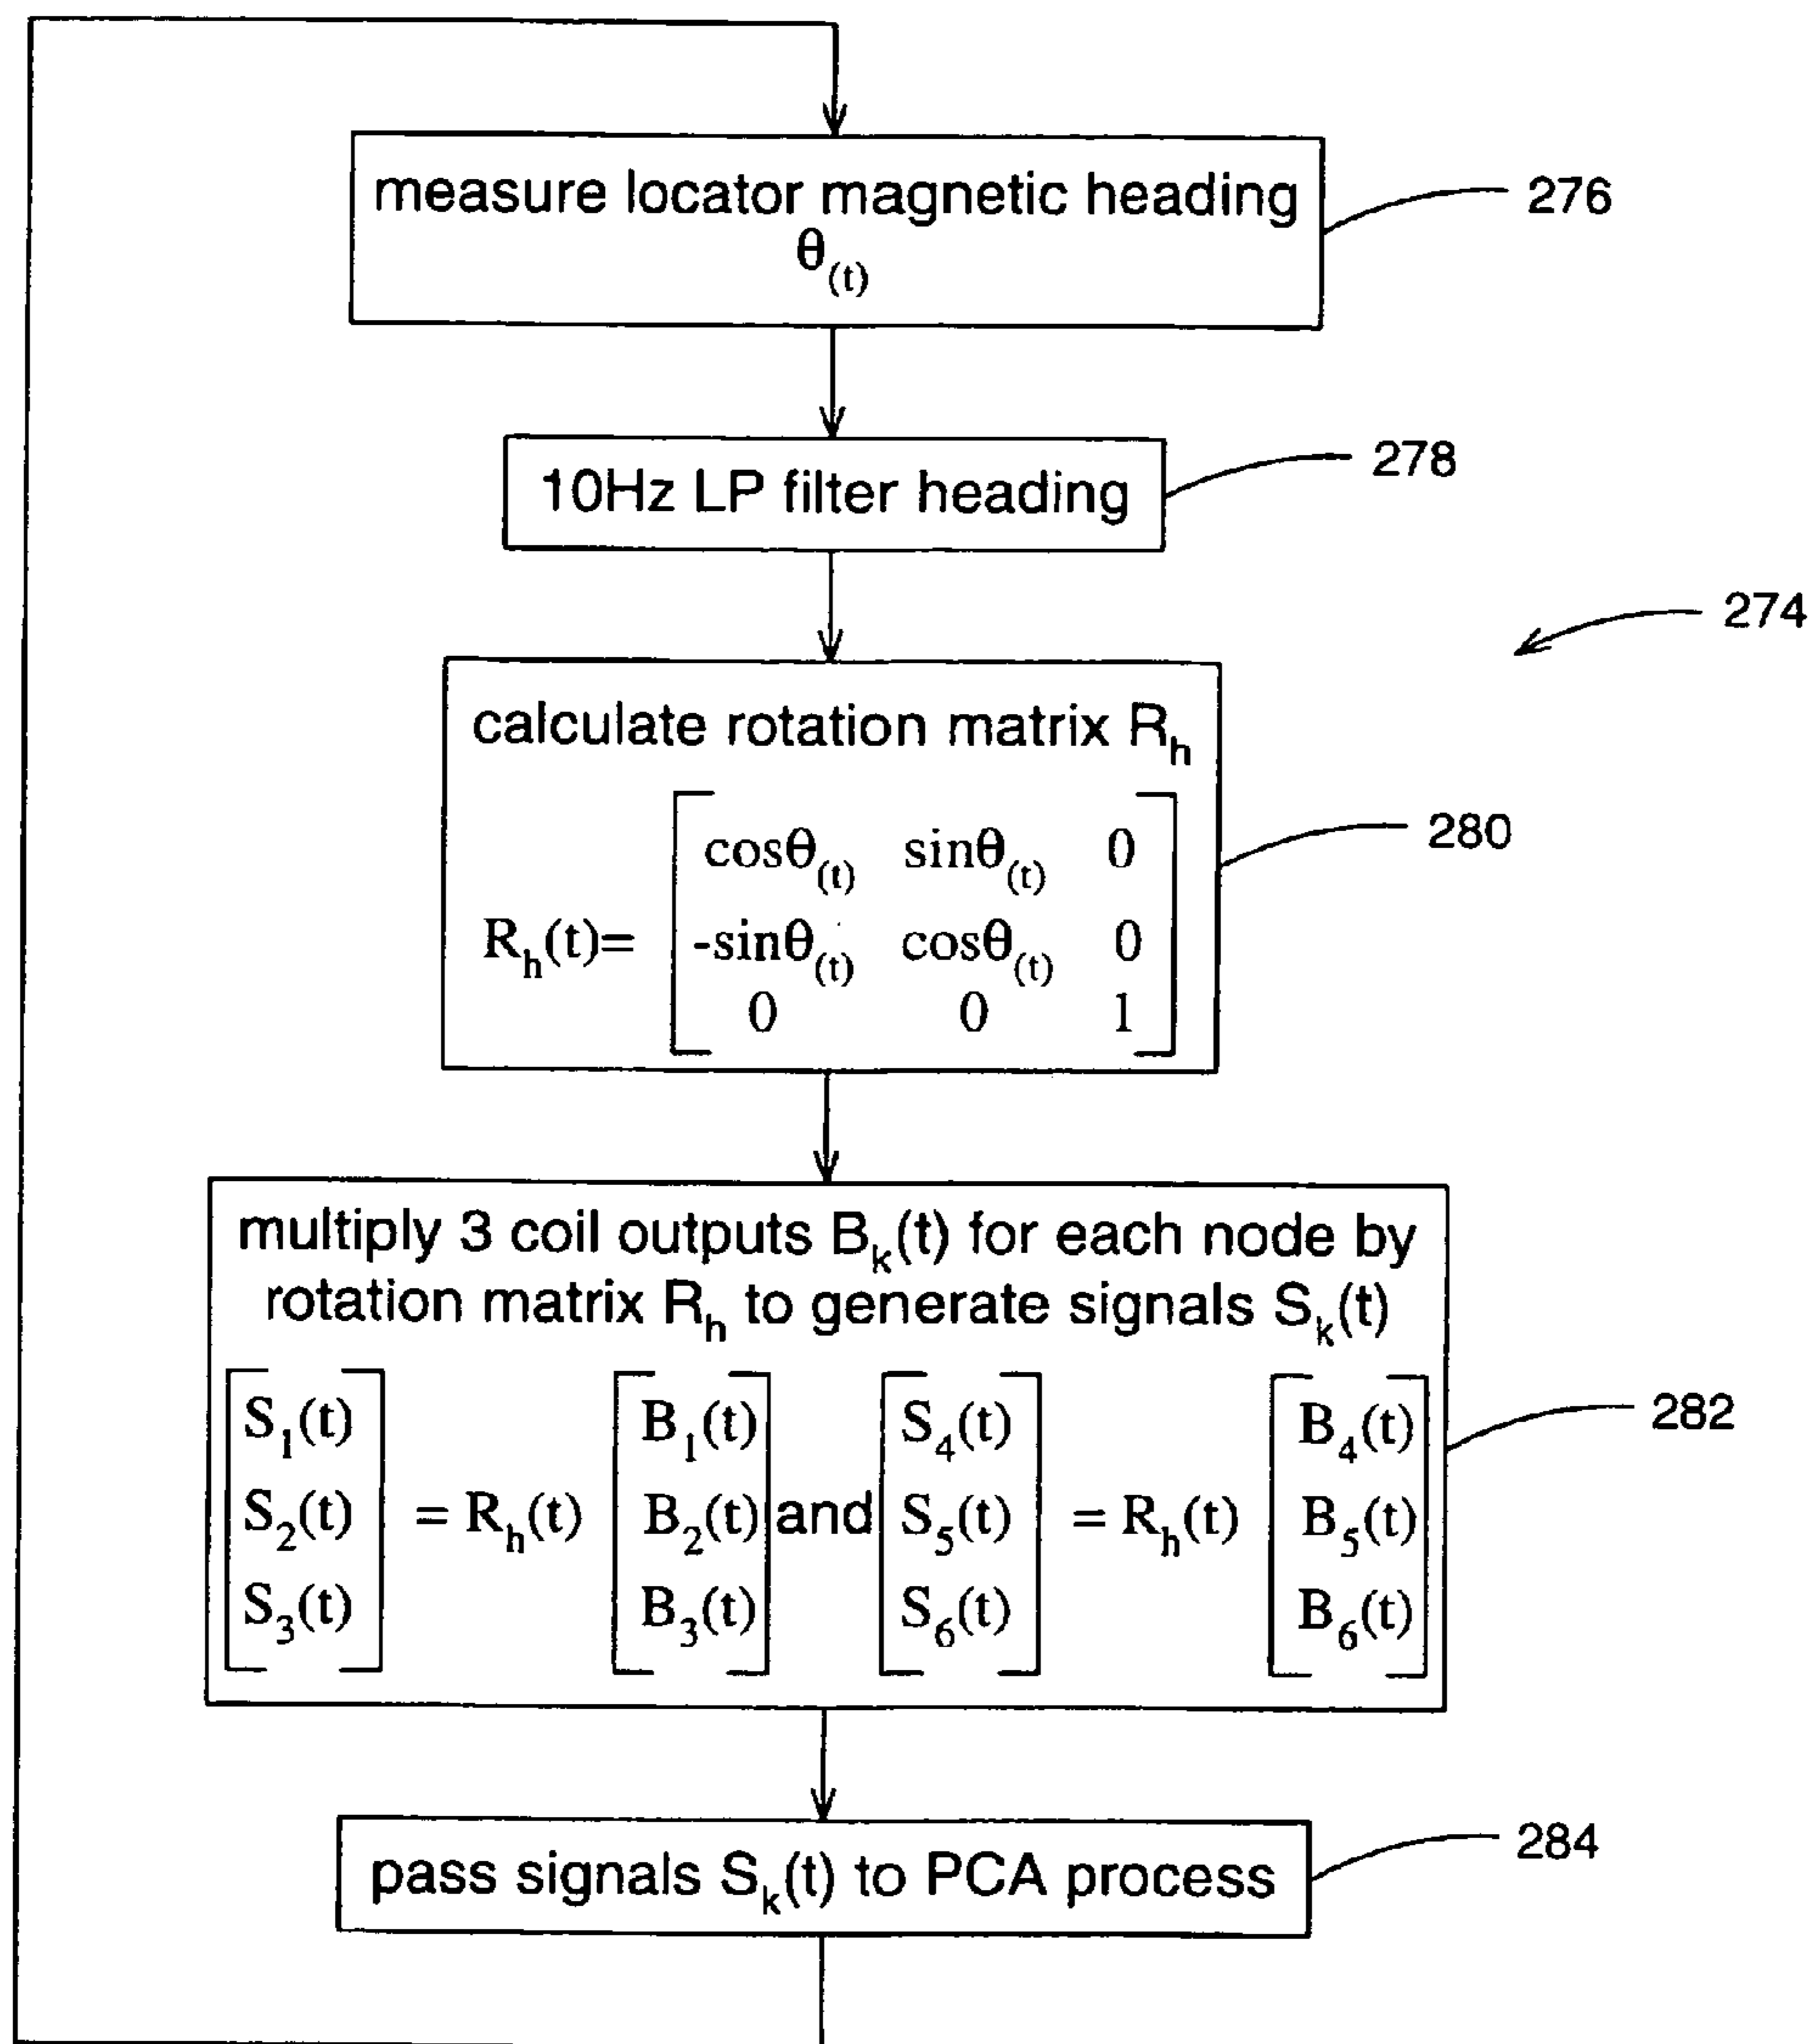 measure locator magnetic heading
θ(t)
276
10Hz LP filter heading
278
274
calculate rotation matrix Rh
cosθ(t) sinθ(t) 0
Rh(t)= -sinθ(t) cosθ(t) 0
0 0 1
280
multiply 3 coil outputs Bk(t) for each node by
rotation matrix Rh to generate signals Sk(t)
S1(t) B1(t) S4(t) B4(t)
S2(t) = Rh(t) B2(t) and S5(t) = Rh(t) B5(t)
S3(t) B3(t) S6(t) B6(t)
282
pass signals Sk(t) to PCA process
284